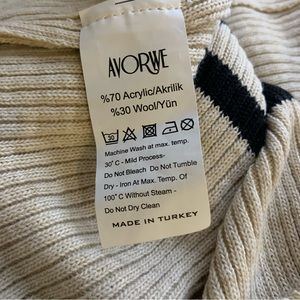 AVORWE
%70 Acrylic/Akrilik
%30 Wool/Yün
30
Machine Wash at max. temp.
30˚C - Mild Process-
Do Not Bleach Do Not Tumble
Dry - Iron At Max. Temp. Of
100˚C Without Steam -
Do Not Dry Clean
MADE IN TURKEY